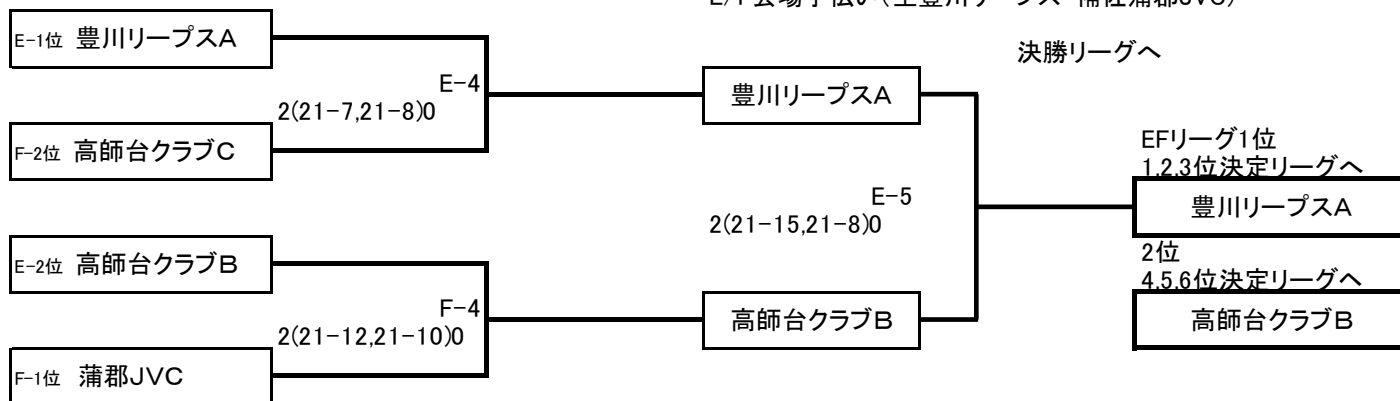 決勝リーグへ
E-1位 豊川リープスA
E-4
2(21-7,21-8)0
F-2位 高師台クラブC
豊川リープスA
EFリーグ1位
1,2,3位決定リーグへ
豊川リープスA
E-5
2(21-15,21-8)0
E-2位 高師台クラブB
2位
4,5,6位決定リーグへ
高師台クラブB
F-4
2(21-12,21-10)0
高師台クラブB
F-1位 蒲郡JVC